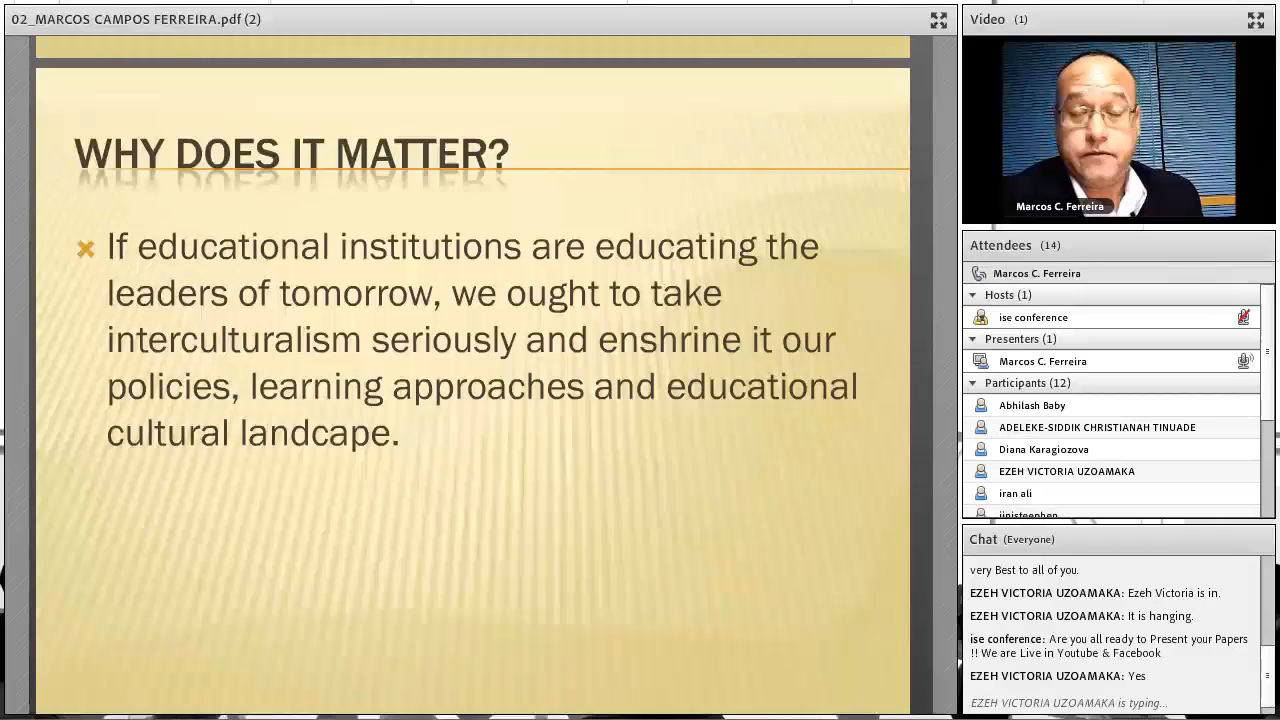 02_MARCOS CAMPOS FERREIRA.pdf (2)
WHY DOES IT MATTER?
If educational institutions are educating the
leaders of tomorrow, we ought to take
interculturalism seriously and enshrine it our
policies, learning approaches and educational
cultural landcape.
Video (1)
Marcos C. Ferreira
Attendees (14)
Marcos C. Ferreira
Hosts (1)
ise conference
Presenters (1)
Marcos C. Ferreira
Participants (12)
Abhilash Baby
ADELEKE-SIDDIK CHRISTIANAH TINUADE
Diana Karagiozova
EZEH VICTORIA UZOAMAKA
iran ali
Chat (Everyone)
very Best to all of you.
EZEH VICTORIA UZOAMAKA: Ezeh Victoria is in.
EZEH VICTORIA UZOAMAKA: It is hanging.
ise conference: Are you all ready to Present your Papers
!! We are Live in Youtube & Facebook
EZEH VICTORIA UZOAMAKA: Yes
EZEH VICTORIA UZOAMAKA is typing...